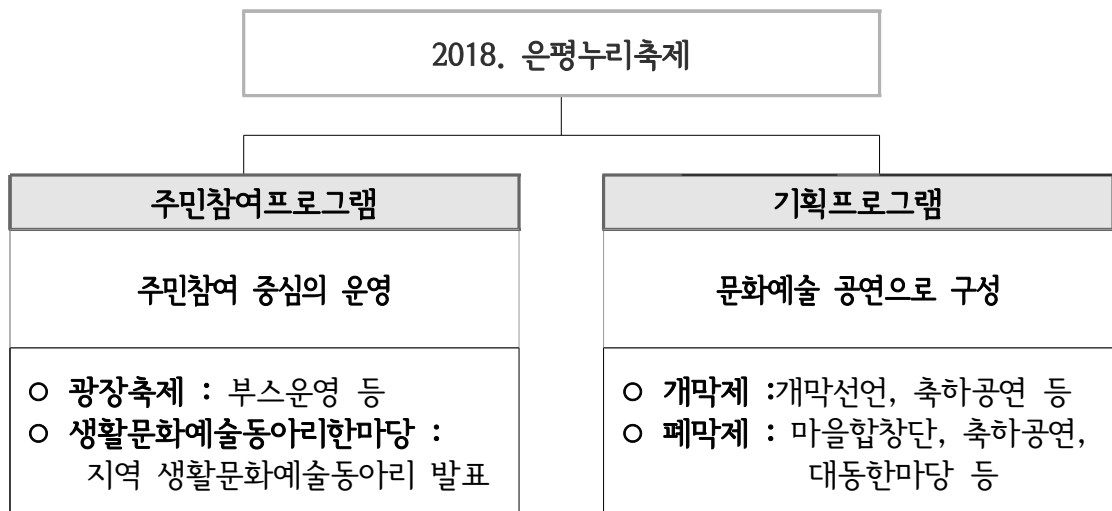 2018. 은평누리축제
주민참여프로그램
주민참여 중심의 운영
○ 광장축제 : 부스운영 등
○ 생활문화예술동아리한마당 :
지역 생활문화예술동아리 발표
기획프로그램
문화예술 공연으로 구성
○ 개막제 :개막선언, 축하공연 등
○ 폐막제 : 마을합창단, 축하공연,
대동한마당 등